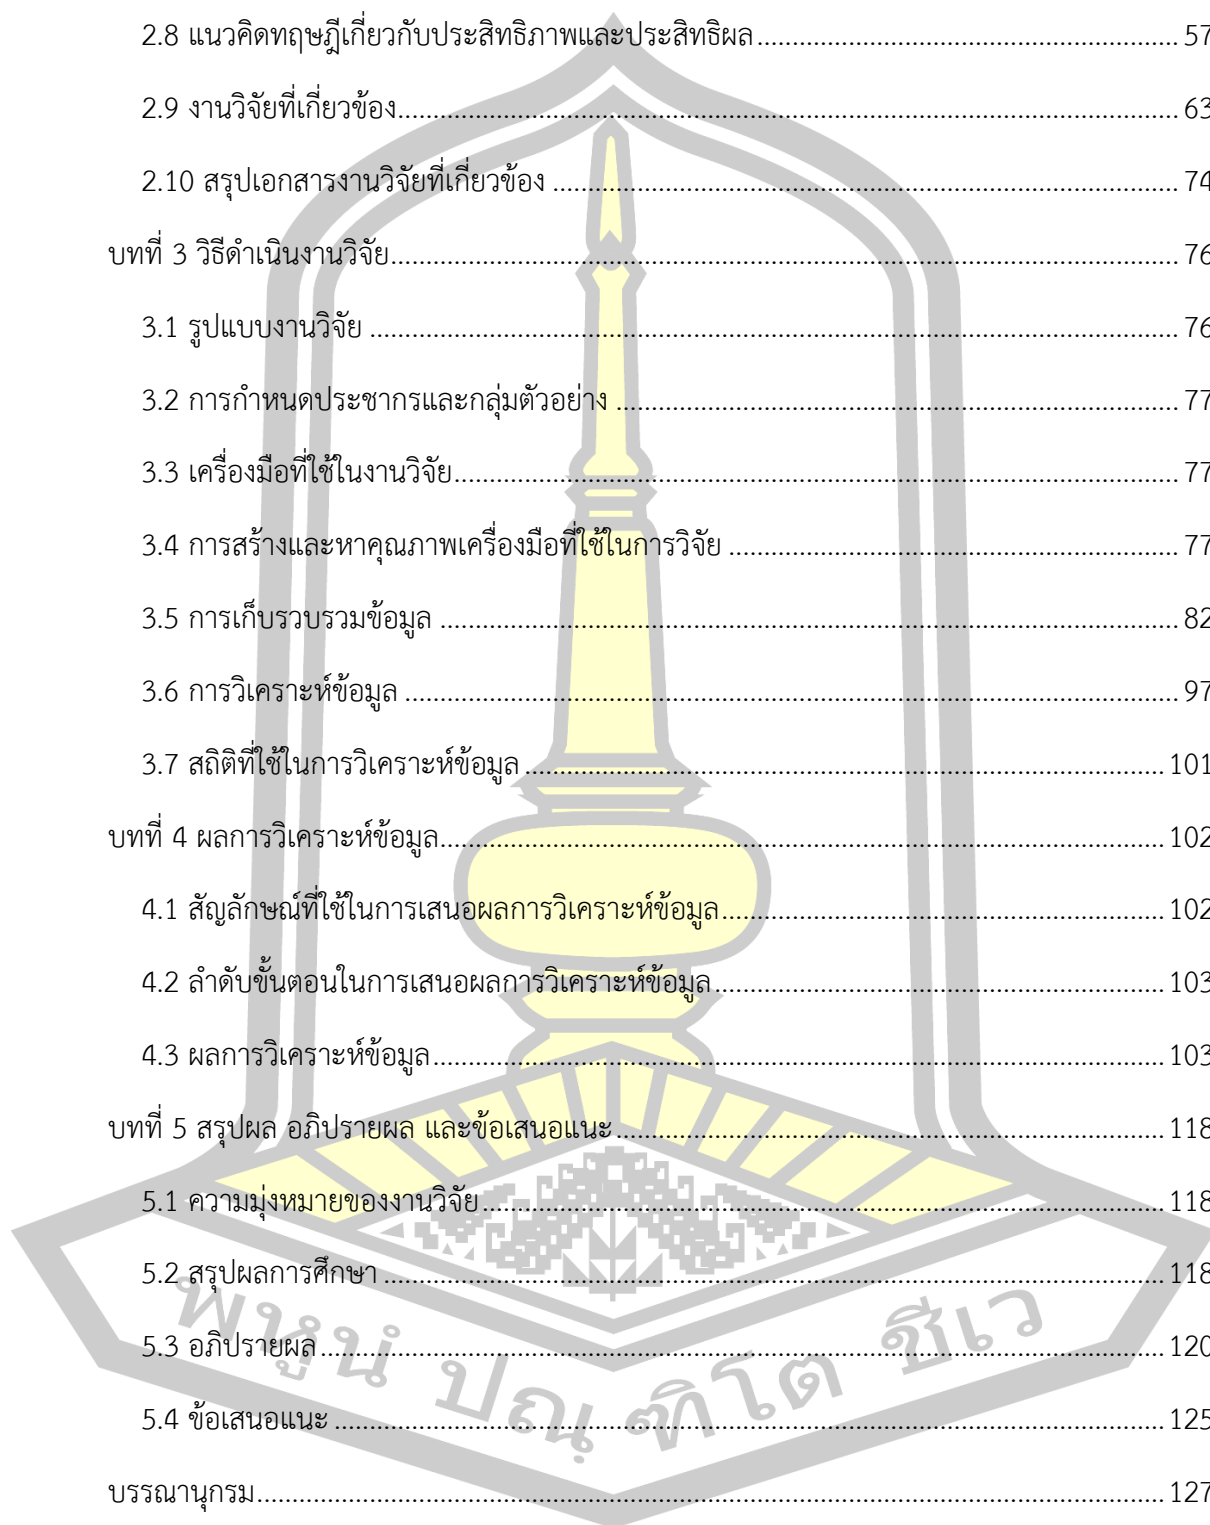 2.8 แนวคิดทฤษฎีเกี่ยวกับประสิทธิภาพและประสิทธิผล ........................................................ 57
2.9 งานวิจัยที่เกี่ยวข้อง........................................................ 63
2.10 สรุปเอกสารงานวิจัยที่เกี่ยวข้อง ........................................................ 74
บทที่ 3 วิธีดำเนินงานวิจัย........................................................ 76
3.1 รูปแบบงานวิจัย ........................................................ 76
3.2 การกำหนดประชากรและกลุ่มตัวอย่าง ........................................................ 77
3.3 เครื่องมือที่ใช้ในงานวิจัย........................................................ 77
3.4 การสร้างและหาคุณภาพเครื่องมือที่ใช้ในการวิจัย ........................................................ 77
3.5 การเก็บรวบรวมข้อมูล ........................................................ 82
3.6 การวิเคราะห์ข้อมูล ........................................................ 97
3.7 สถิติที่ใช้ในการวิเคราะห์ข้อมูล ........................................................ 101
บทที่ 4 ผลการวิเคราะห์ข้อมูล........................................................ 102
4.1 สัญลักษณ์ที่ใช้ในการเสนอผลการวิเคราะห์ข้อมูล........................................................ 102
4.2 ลำดับขั้นตอนในการเสนอผลการวิเคราะห์ข้อมูล ........................................................ 103
4.3 ผลการวิเคราะห์ข้อมูล........................................................ 103
บทที่ 5 สรุปผล อภิปรายผล และข้อเสนอแนะ ........................................................ 118
5.1 ความมุ่งหมายของงานวิจัย ........................................................ 118
5.2 สรุปผลการศึกษา ........................................................ 118
5.3 อภิปรายผล ........................................................ 120
5.4 ข้อเสนอแนะ ........................................................ 125
บรรณานุกรม........................................................ 127
พหูนํ ปณฺฑิโต ชีเว